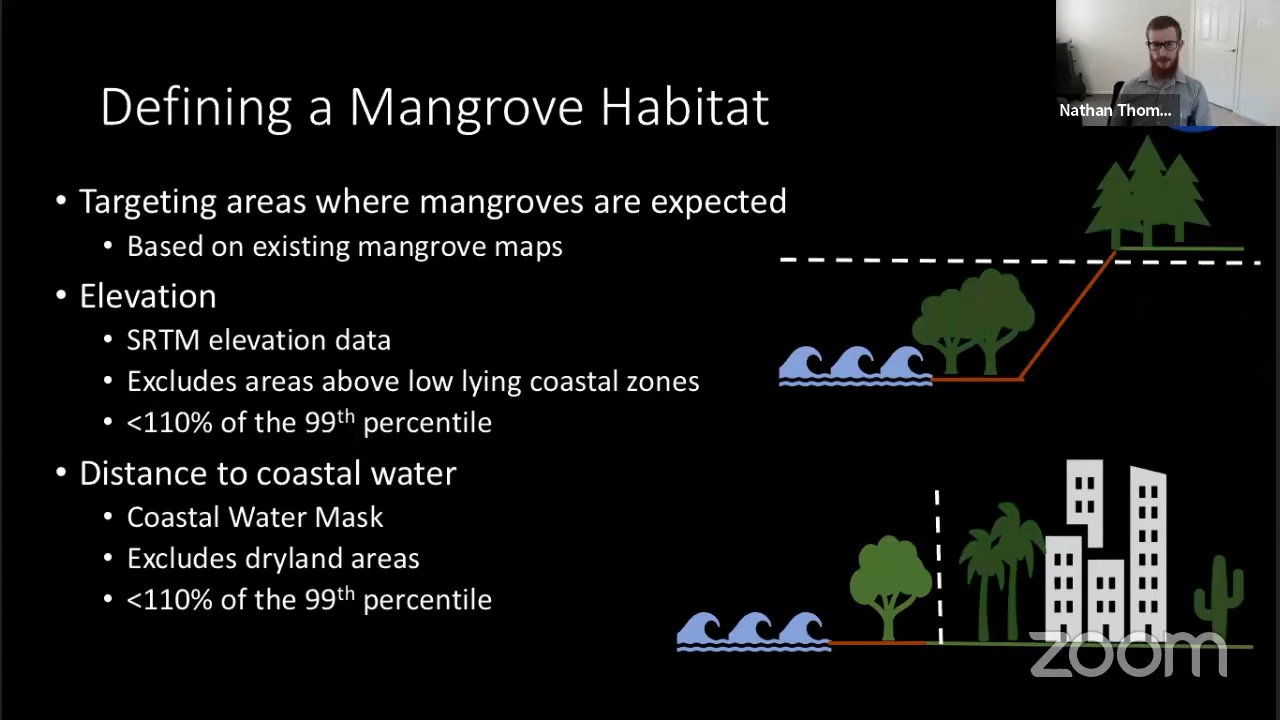 Defining a Mangrove Habitat
Nathan Thom...
• Targeting areas where mangroves are expected
• Based on existing mangrove maps
• Elevation
• SRTM elevation data
• Excludes areas above low lying coastal zones
• <110% of the 99th percentile
• Distance to coastal water
• Coastal Water Mask
• Excludes dryland areas
• <110% of the 99th percentile
zoom